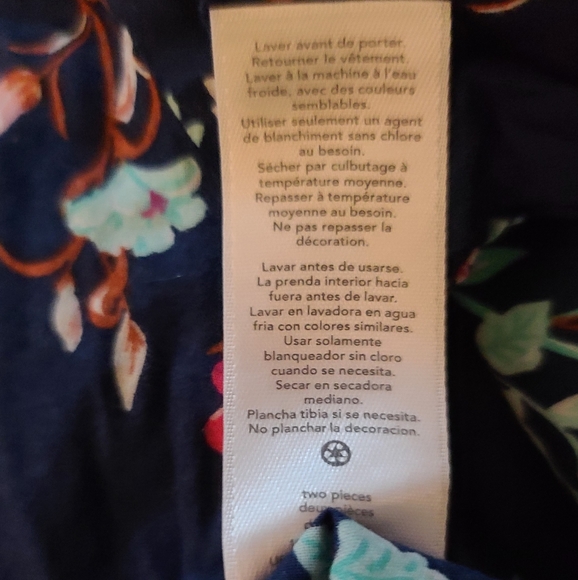 Laver avant de porter.
Retourner le vêtement.
Laver à la machine à l'eau
froide, avec des couleurs
semblables.
Utiliser seulement un agent
de blanchiment sans chlore
au besoin.
Sécher par culbutage à
température moyenne.
Repasser à température
moyenne au besoin.
Ne pas repasser la
décoration.
Lavar antes de usarse.
La prenda interior hacia
fuera antes de lavar.
Lavar en lavadora en agua
fria con colores similares.
Usar solamente
blanqueador sin cloro
cuando se necesita.
Secar en secadora
mediano.
Plancha tibia si se necesita.
No planchar la decoracion.
two pieces
deux pièces